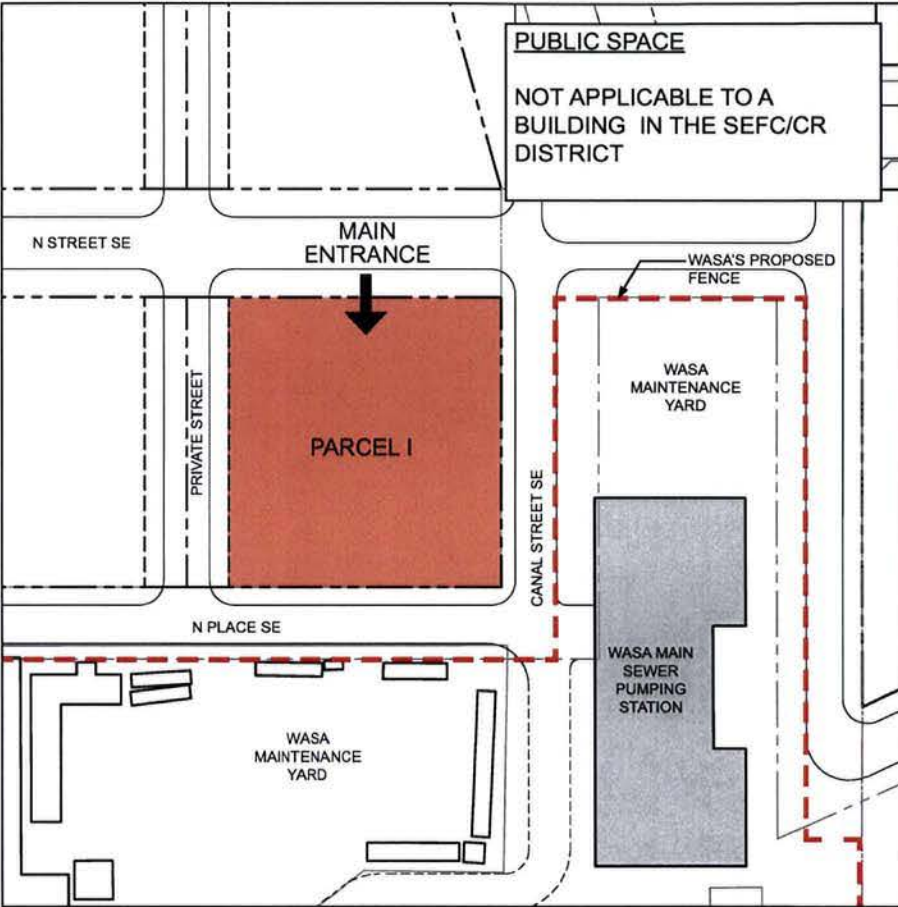 PUBLIC SPACE
NOT APPLICABLE TO A
BUILDING IN THE SEFC/CR
DISTRICT
N STREET SE
MAIN
ENTRANCE
WASA'S PROPOSED
FENCE
WASA
MAINTENANCE
YARD
PRIVATE STREET
PARCEL I
CANAL STREET SE
N PLACE SE
WASA MAIN
SEWER
PUMPING
STATION
WASA
MAINTENANCE
YARD